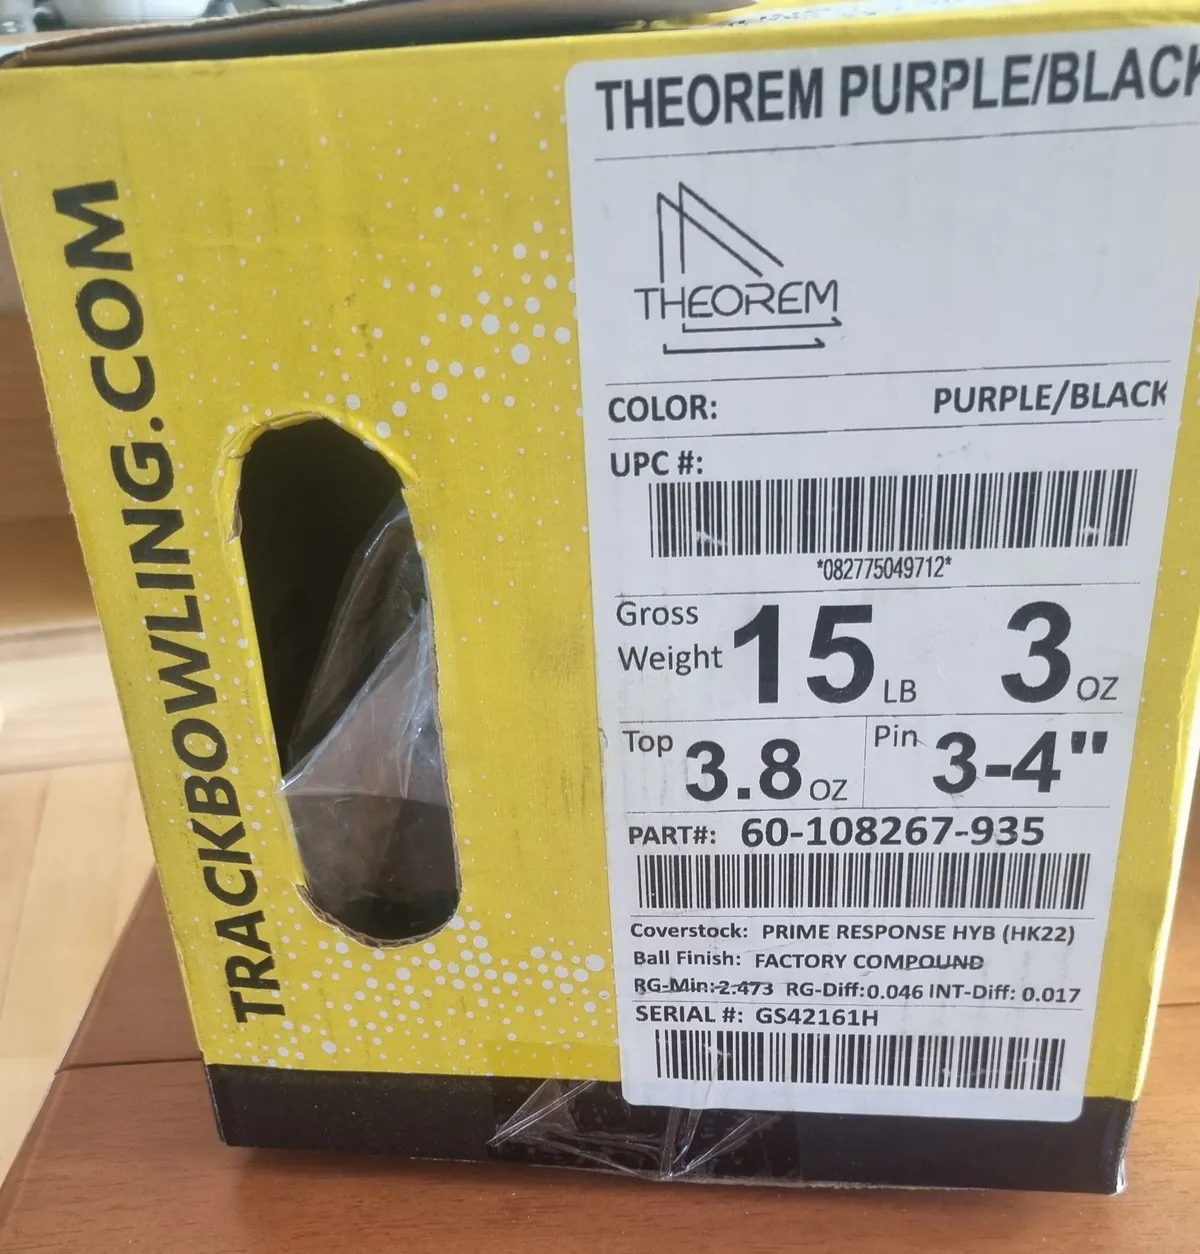 TRACKBOWLING.COM
THEOREM PURPLE/BLACK
THEOREM
COLOR: PURPLE/BLACK
UPC #:
*082775049712*
Gross Weight 15 LB 3 OZ
Top 3.8 OZ Pin 3-4"
PART#: 60-108267-935
Coverstock: PRIME RESPONSE HYB (HK22)
Ball Finish: FACTORY COMPOUND
RG-Min:2.473 RG-Diff:0.046 INT-Diff: 0.017
SERIAL #: GS42161H